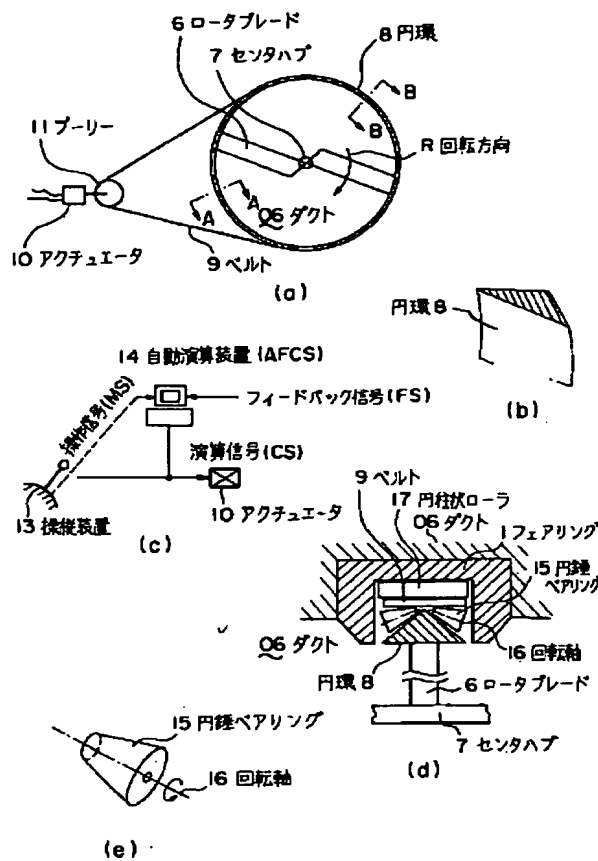 6 ロータブレード
7 センタハブ
8 円環
B
B
11 プーリー
R 回転方向
A
A
06 ダクト
10 アクチュエータ
9 ベルト
(a)
円環 8
(b)
14 自動演算装置 (AFCS)
操作信号(MS)
フィードバック信号(FS)
演算信号(CS)
13 操縦装置
10 アクチュエータ
(c)
9 ベルト
17 円柱状ローラ
06 ダクト
1 フェアリング
15 円錘
ベアリング
06 ダクト
16 回転軸
円環 8
6 ロータブレード
7 センタハブ
(d)
15 円錘ベアリング
16 回転軸
(e)